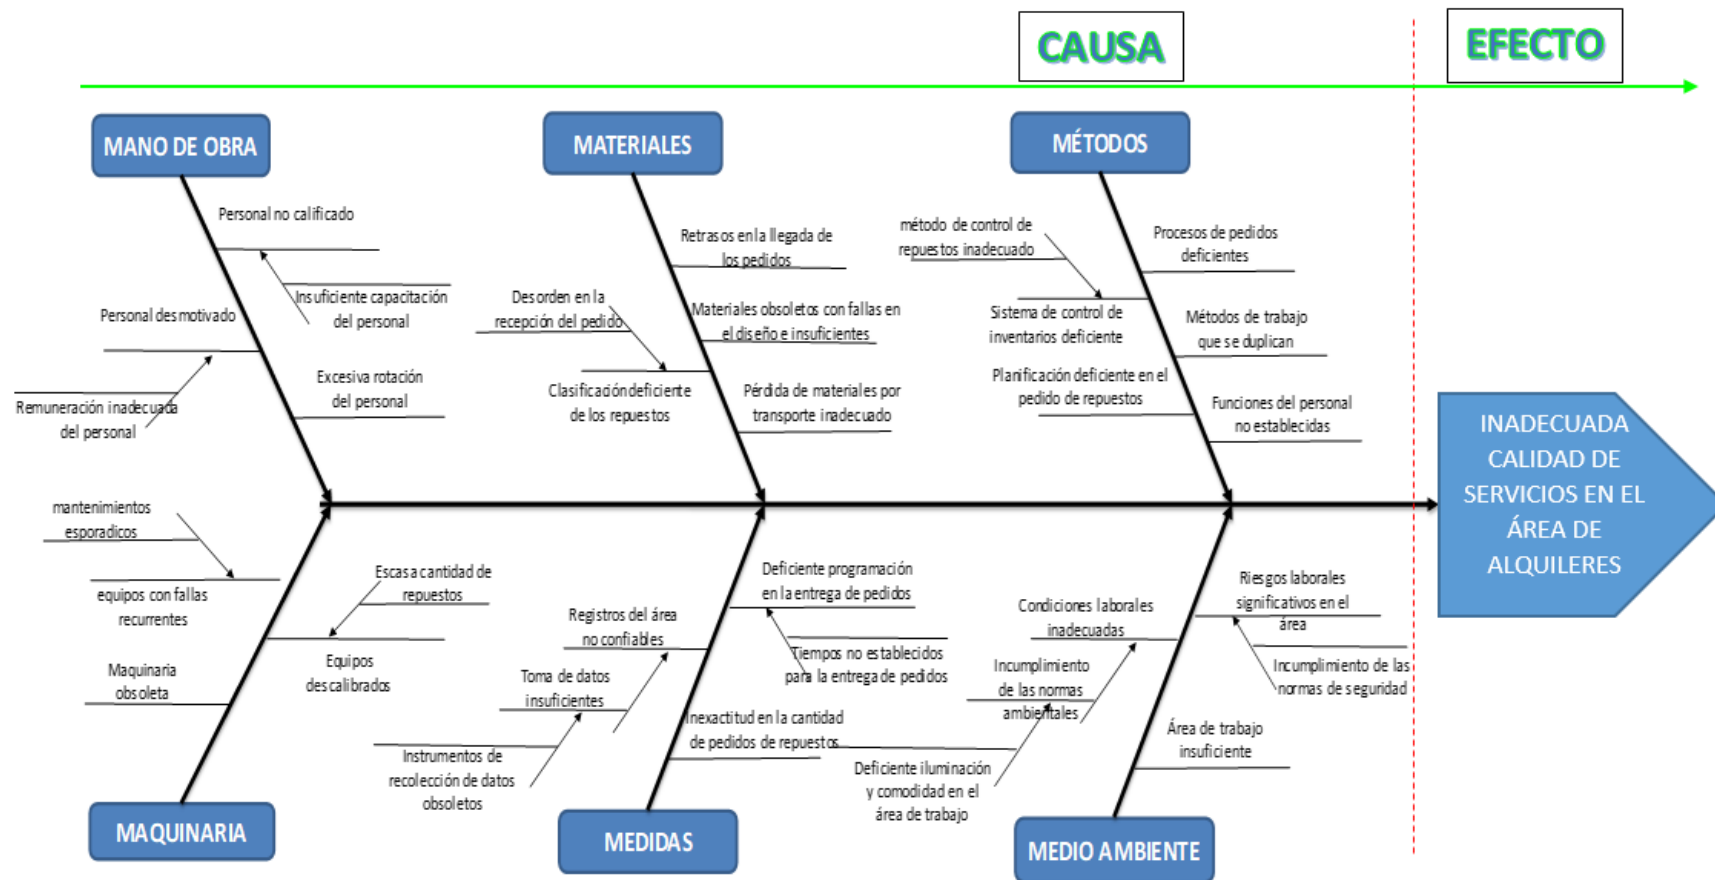 CAUSA
EFECTO
MANO DE OBRA
MATERIALES
MÉTODOS
Personal no calificado
Insuficiente capacitación
del personal
Personal desmotivado
Remuneración inadecuada
del personal
Excesiva rotación
del personal
Retrasos en la llegada de
los pedidos
Desorden en la
recepción del pedido
Materiales obsoletos con fallas en
el diseño e insuficientes
Clasificación deficiente
de los repuestos
Pérdida de materiales por
transporte inadecuado
método de control de
repuestos inadecuado
Procesos de pedidos
deficientes
Sistema de control de
inventarios deficiente
Métodos de trabajo
que se duplican
Planificación deficiente en el
pedido de repuestos
Funciones del personal
no establecidas
INADECUADA
CALIDAD DE
SERVICIOS EN EL
ÁREA DE
ALQUILERES
mantenimientos
esporadicos
equipos con fallas
recurrentes
Escasa cantidad de
repuestos
Maquinaria
obsoleta
Equipos
descalibrados
Deficiente programación
en la entrega de pedidos
Registros del área
no confiables
Tiempos no establecidos
para la entrega de pedidos
Toma de datos
insuficientes
Inexactitud en la cantidad
de pedidos de repuestos
Instrumentos de
recolección de datos
obsoletos
Riesgos laborales
significativos en el
área
Condiciones laborales
inadecuadas
Incumplimiento
de las normas
ambientales
Incumplimiento de las
normas de seguridad
Área de trabajo
insuficiente
Deficiente iluminación
y comodidad en el
área de trabajo
MAQUINARIA
MEDIDAS
MEDIO AMBIENTE